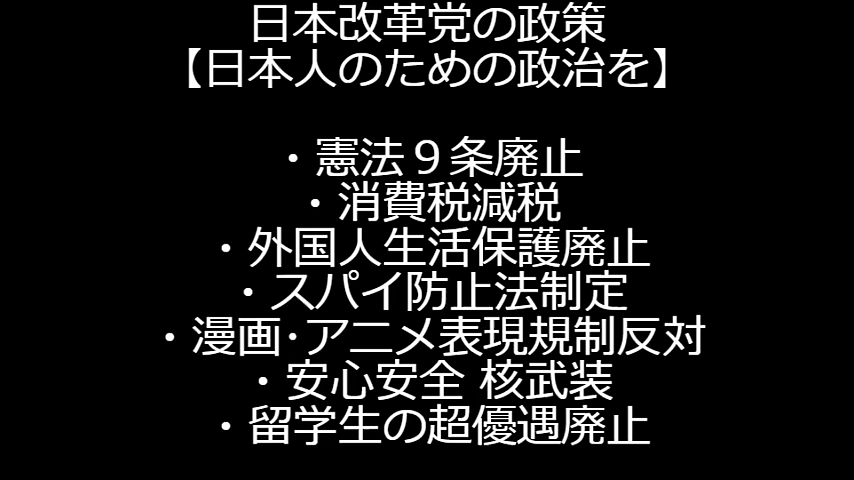 日本改革党の政策
【日本人のための政治を】
・憲法９条廃止
・消費税減税
・外国人生活保護廃止
・スパイ防止法制定
・漫画･アニメ表現規制反対
・安心安全 核武装
・留学生の超優遇廃止